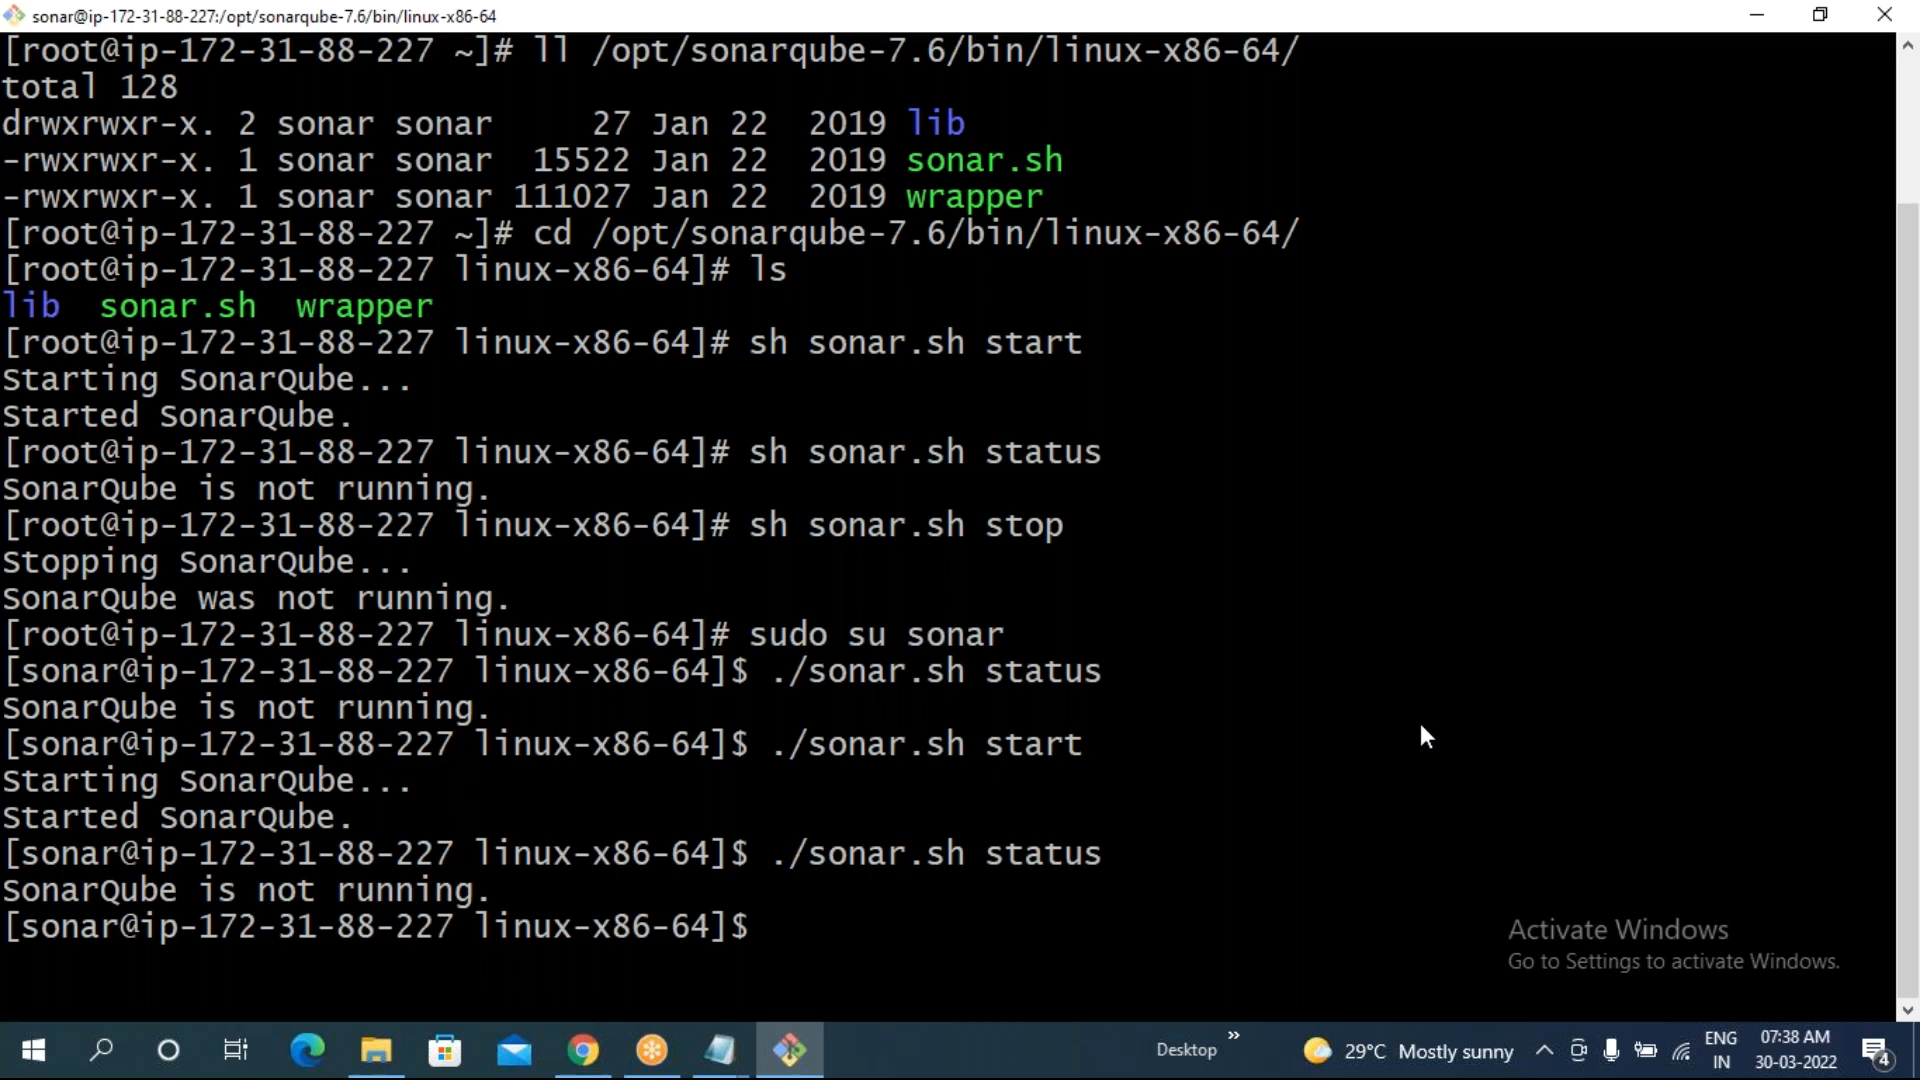 sonar@ip-172-31-88-227:/opt/sonarqube-7.6/bin/linux-x86-64
[root@ip-172-31-88-227 ~]# ll /opt/sonarqube-7.6/bin/linux-x86-64/
total 128
drwxrwxr-x. 2 sonar sonar     27 Jan 22  2019 lib
-rwxrwxr-x. 1 sonar sonar  15522 Jan 22  2019 sonar.sh
-rwxrwxr-x. 1 sonar sonar 111027 Jan 22  2019 wrapper
[root@ip-172-31-88-227 ~]# cd /opt/sonarqube-7.6/bin/linux-x86-64/
[root@ip-172-31-88-227 linux-x86-64]# ls
lib  sonar.sh  wrapper
[root@ip-172-31-88-227 linux-x86-64]# sh sonar.sh start
Starting SonarQube...
Started SonarQube.
[root@ip-172-31-88-227 linux-x86-64]# sh sonar.sh status
SonarQube is not running.
[root@ip-172-31-88-227 linux-x86-64]# sh sonar.sh stop
Stopping SonarQube...
SonarQube was not running.
[root@ip-172-31-88-227 linux-x86-64]# sudo su sonar
[sonar@ip-172-31-88-227 linux-x86-64]$ ./sonar.sh status
SonarQube is not running.
[sonar@ip-172-31-88-227 linux-x86-64]$ ./sonar.sh start
Starting SonarQube...
Started SonarQube.
[sonar@ip-172-31-88-227 linux-x86-64]$ ./sonar.sh status
SonarQube is not running.
[sonar@ip-172-31-88-227 linux-x86-64]$
Activate Windows
Go to Settings to activate Windows.
Desktop
29°C Mostly sunny
ENG
IN
07:38 AM
30-03-2022
4